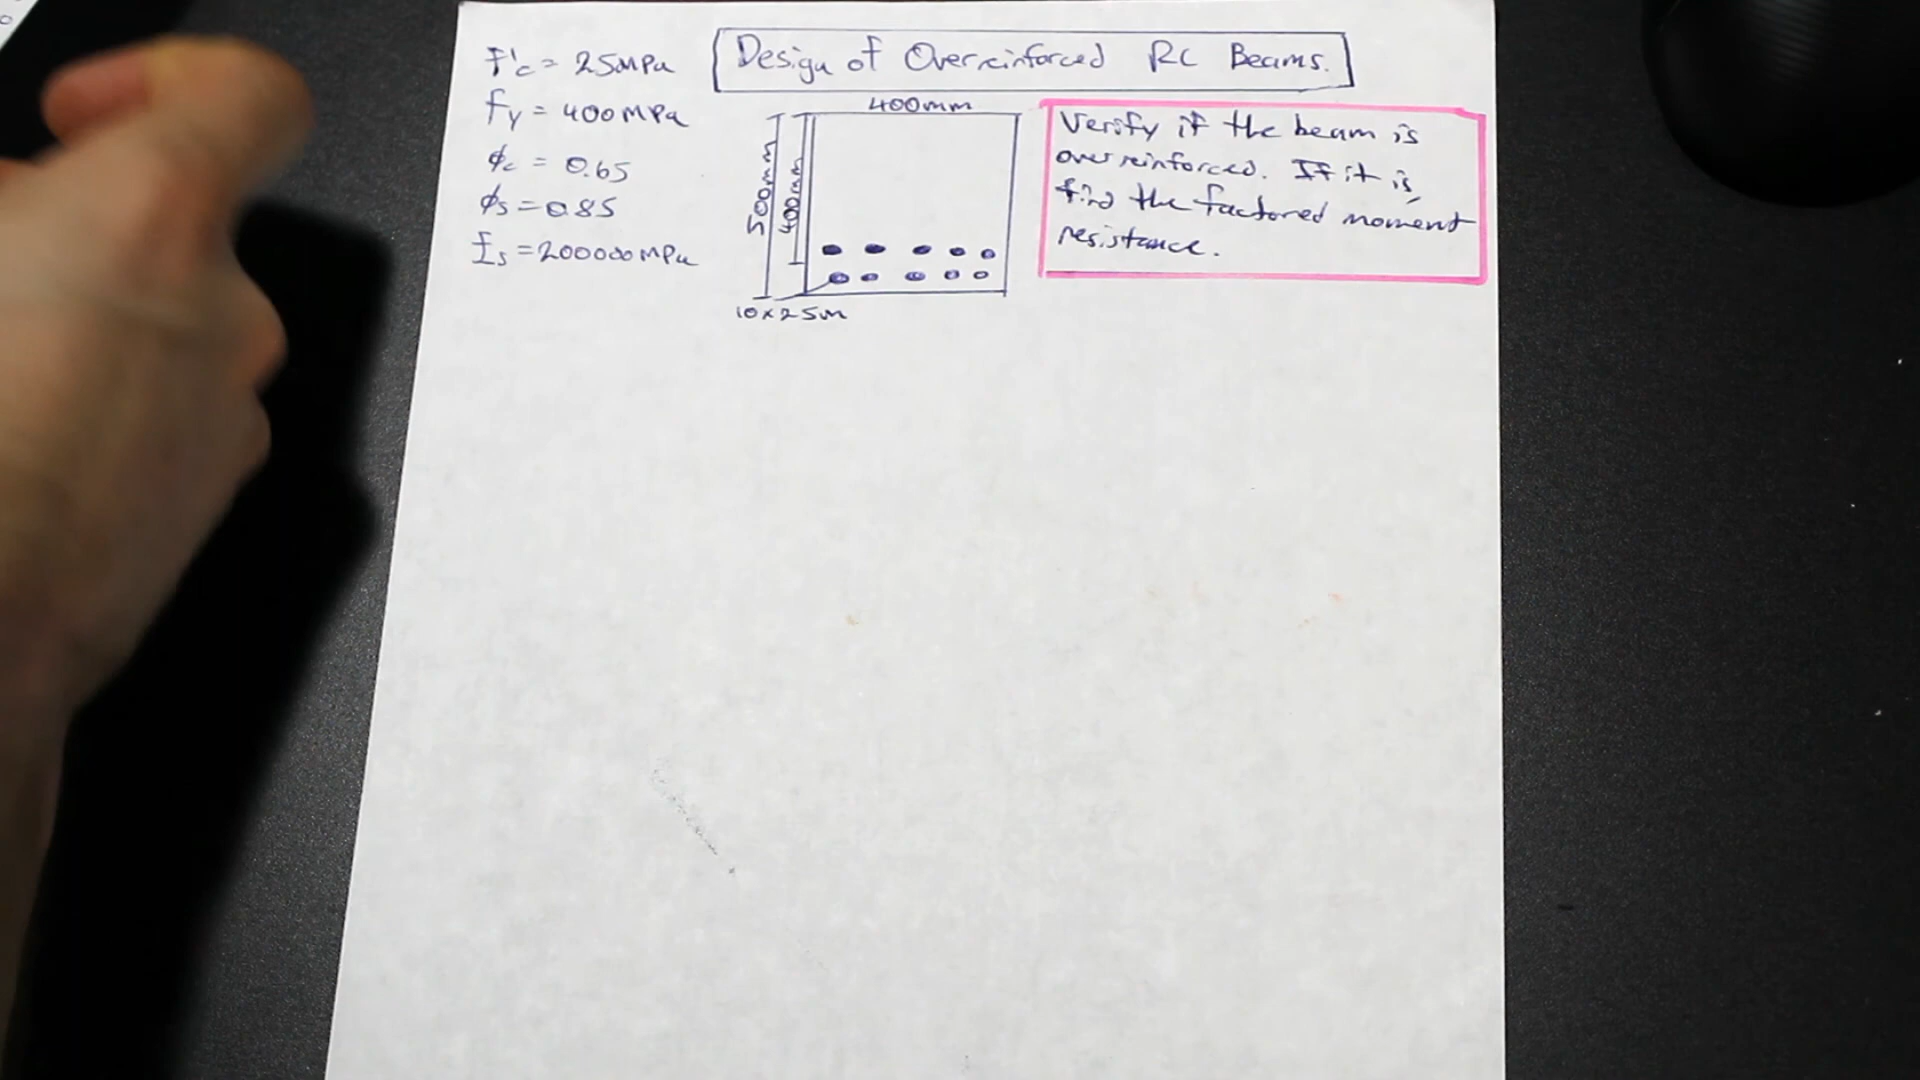 Design of Overreinforced RC Beams.
F'c = 25MPa
fy = 400MPa
ϕc = 0.65
ϕs = 0.85
Es = 200000MPa
400mm
500mm
400mm
10x25M
Verify if the beam is
overreinforced. If it is,
find the factored moment
resistance.